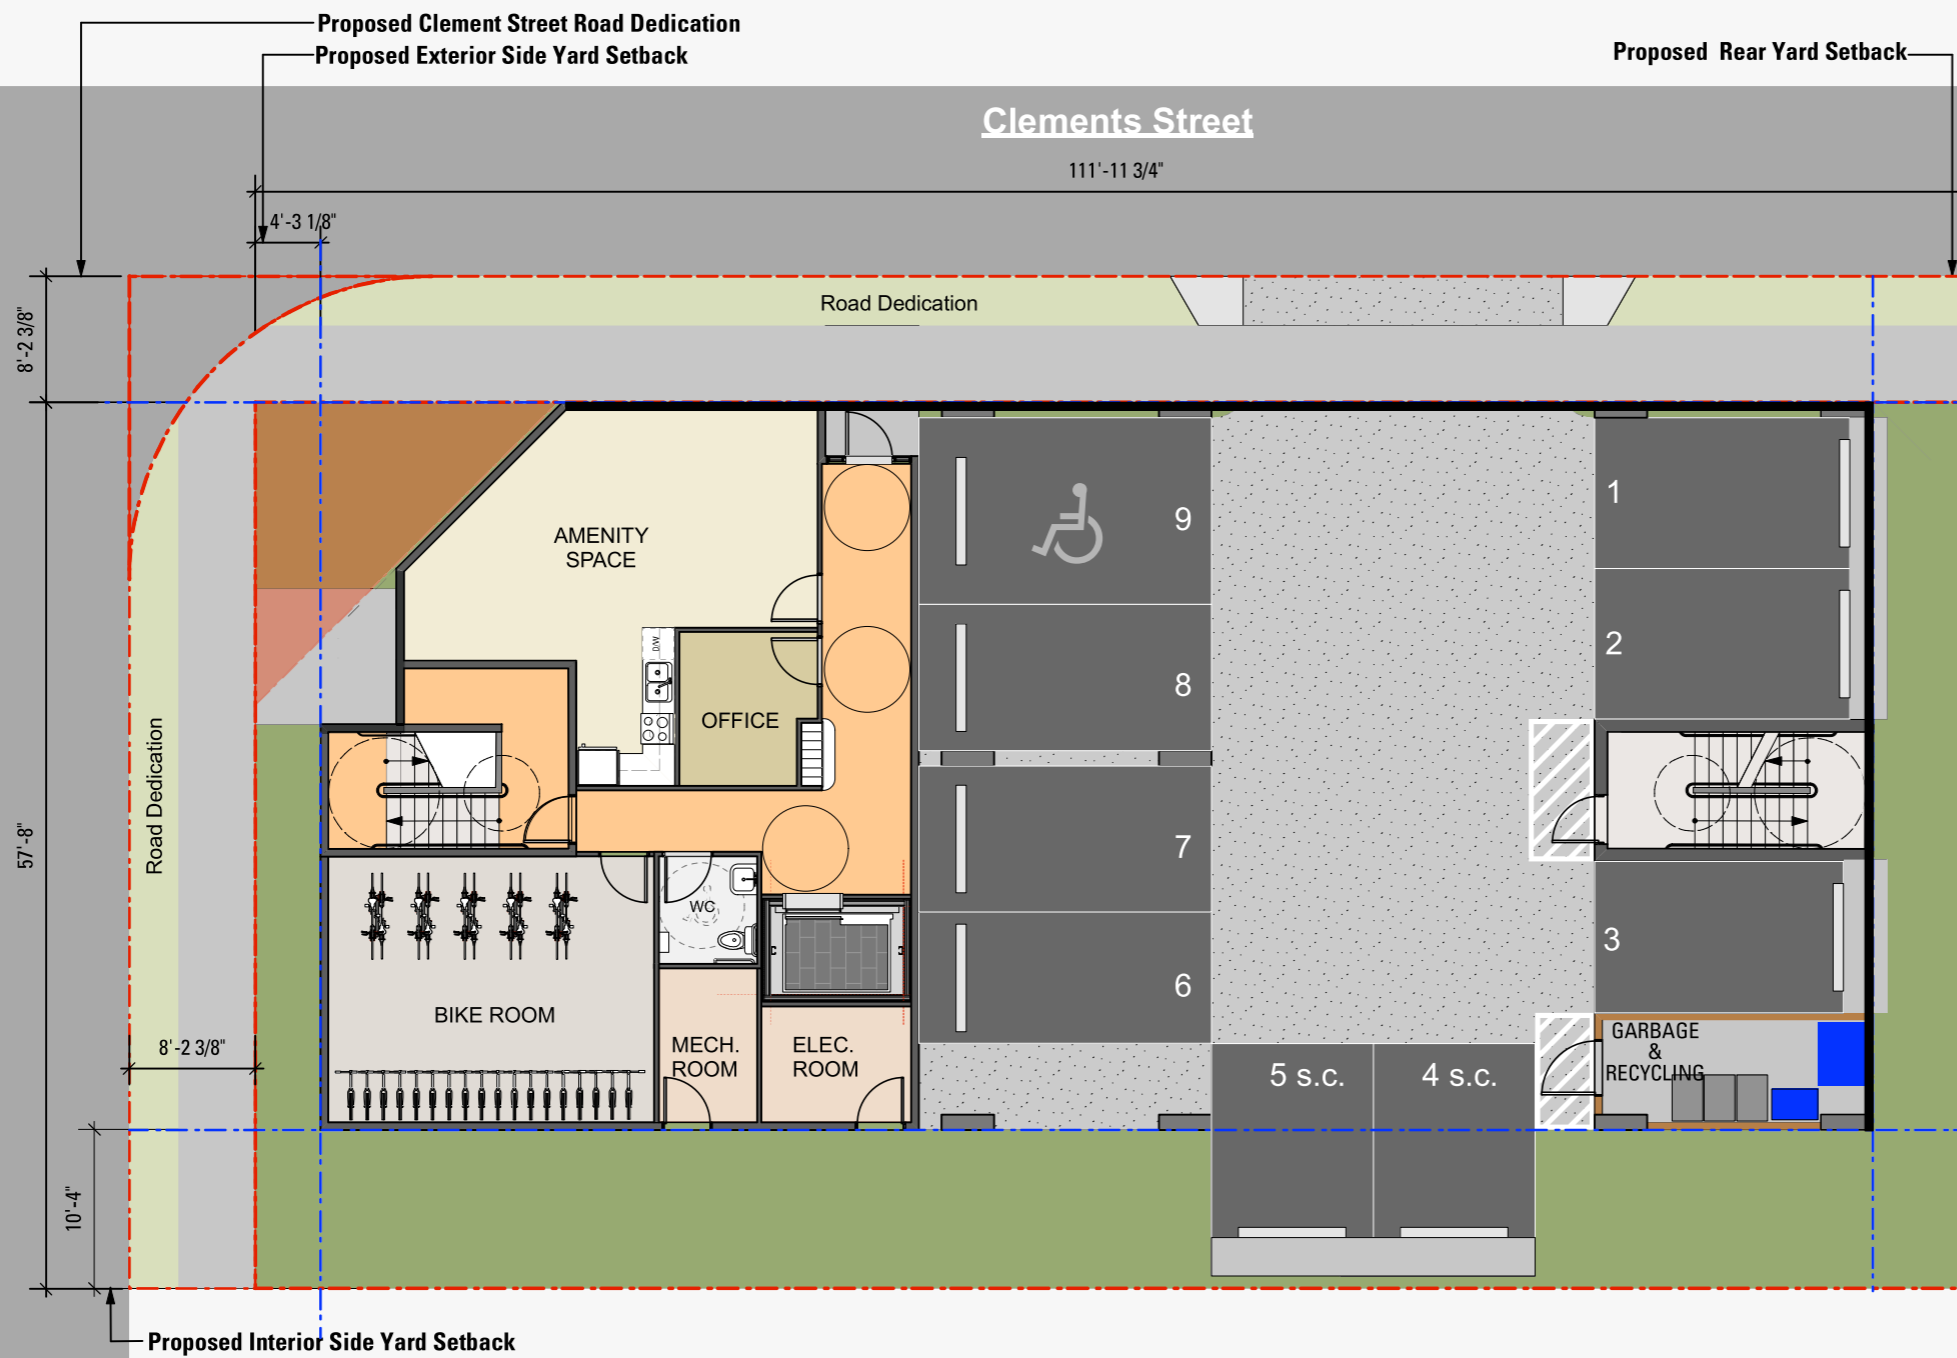 Proposed Clement Street Road Dedication
Proposed Exterior Side Yard Setback
Proposed Rear Yard Setback
Clements Street
111'-11 3/4"
4'-3 1/8"
8'-2 3/8"
Road Dedication
AMENITY
SPACE
9
1
D/W
8
2
OFFICE
Road Dedication
57'-8"
7
WC
3
6
BIKE ROOM
MECH.
ROOM
ELEC.
ROOM
GARBAGE
&
RECYCLING
8'-2 3/8"
5 s.c.
4 s.c.
10'-4"
Proposed Interior Side Yard Setback